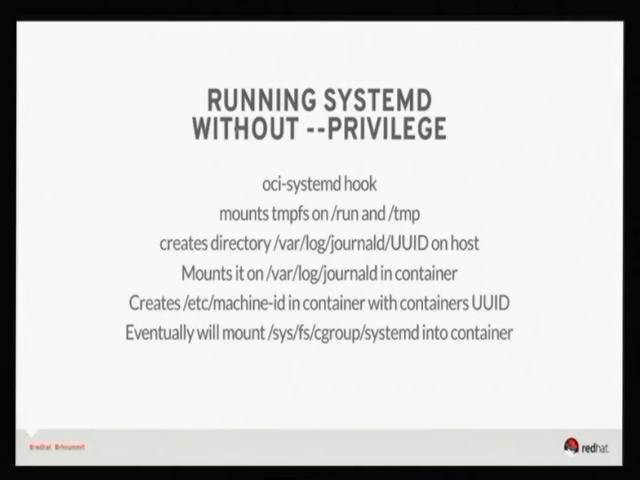 RUNNING SYSTEMD
WITHOUT --PRIVILEGE
oci-systemd hook
mounts tmpfs on /run and /tmp
creates directory /var/log/journald/UUID on host
Mounts it on /var/log/journald in container
Creates /etc/machine-id in container with containers UUID
Eventually will mount /sys/fs/cgroup/systemd into container
#redhat #rhsummit
redhat.